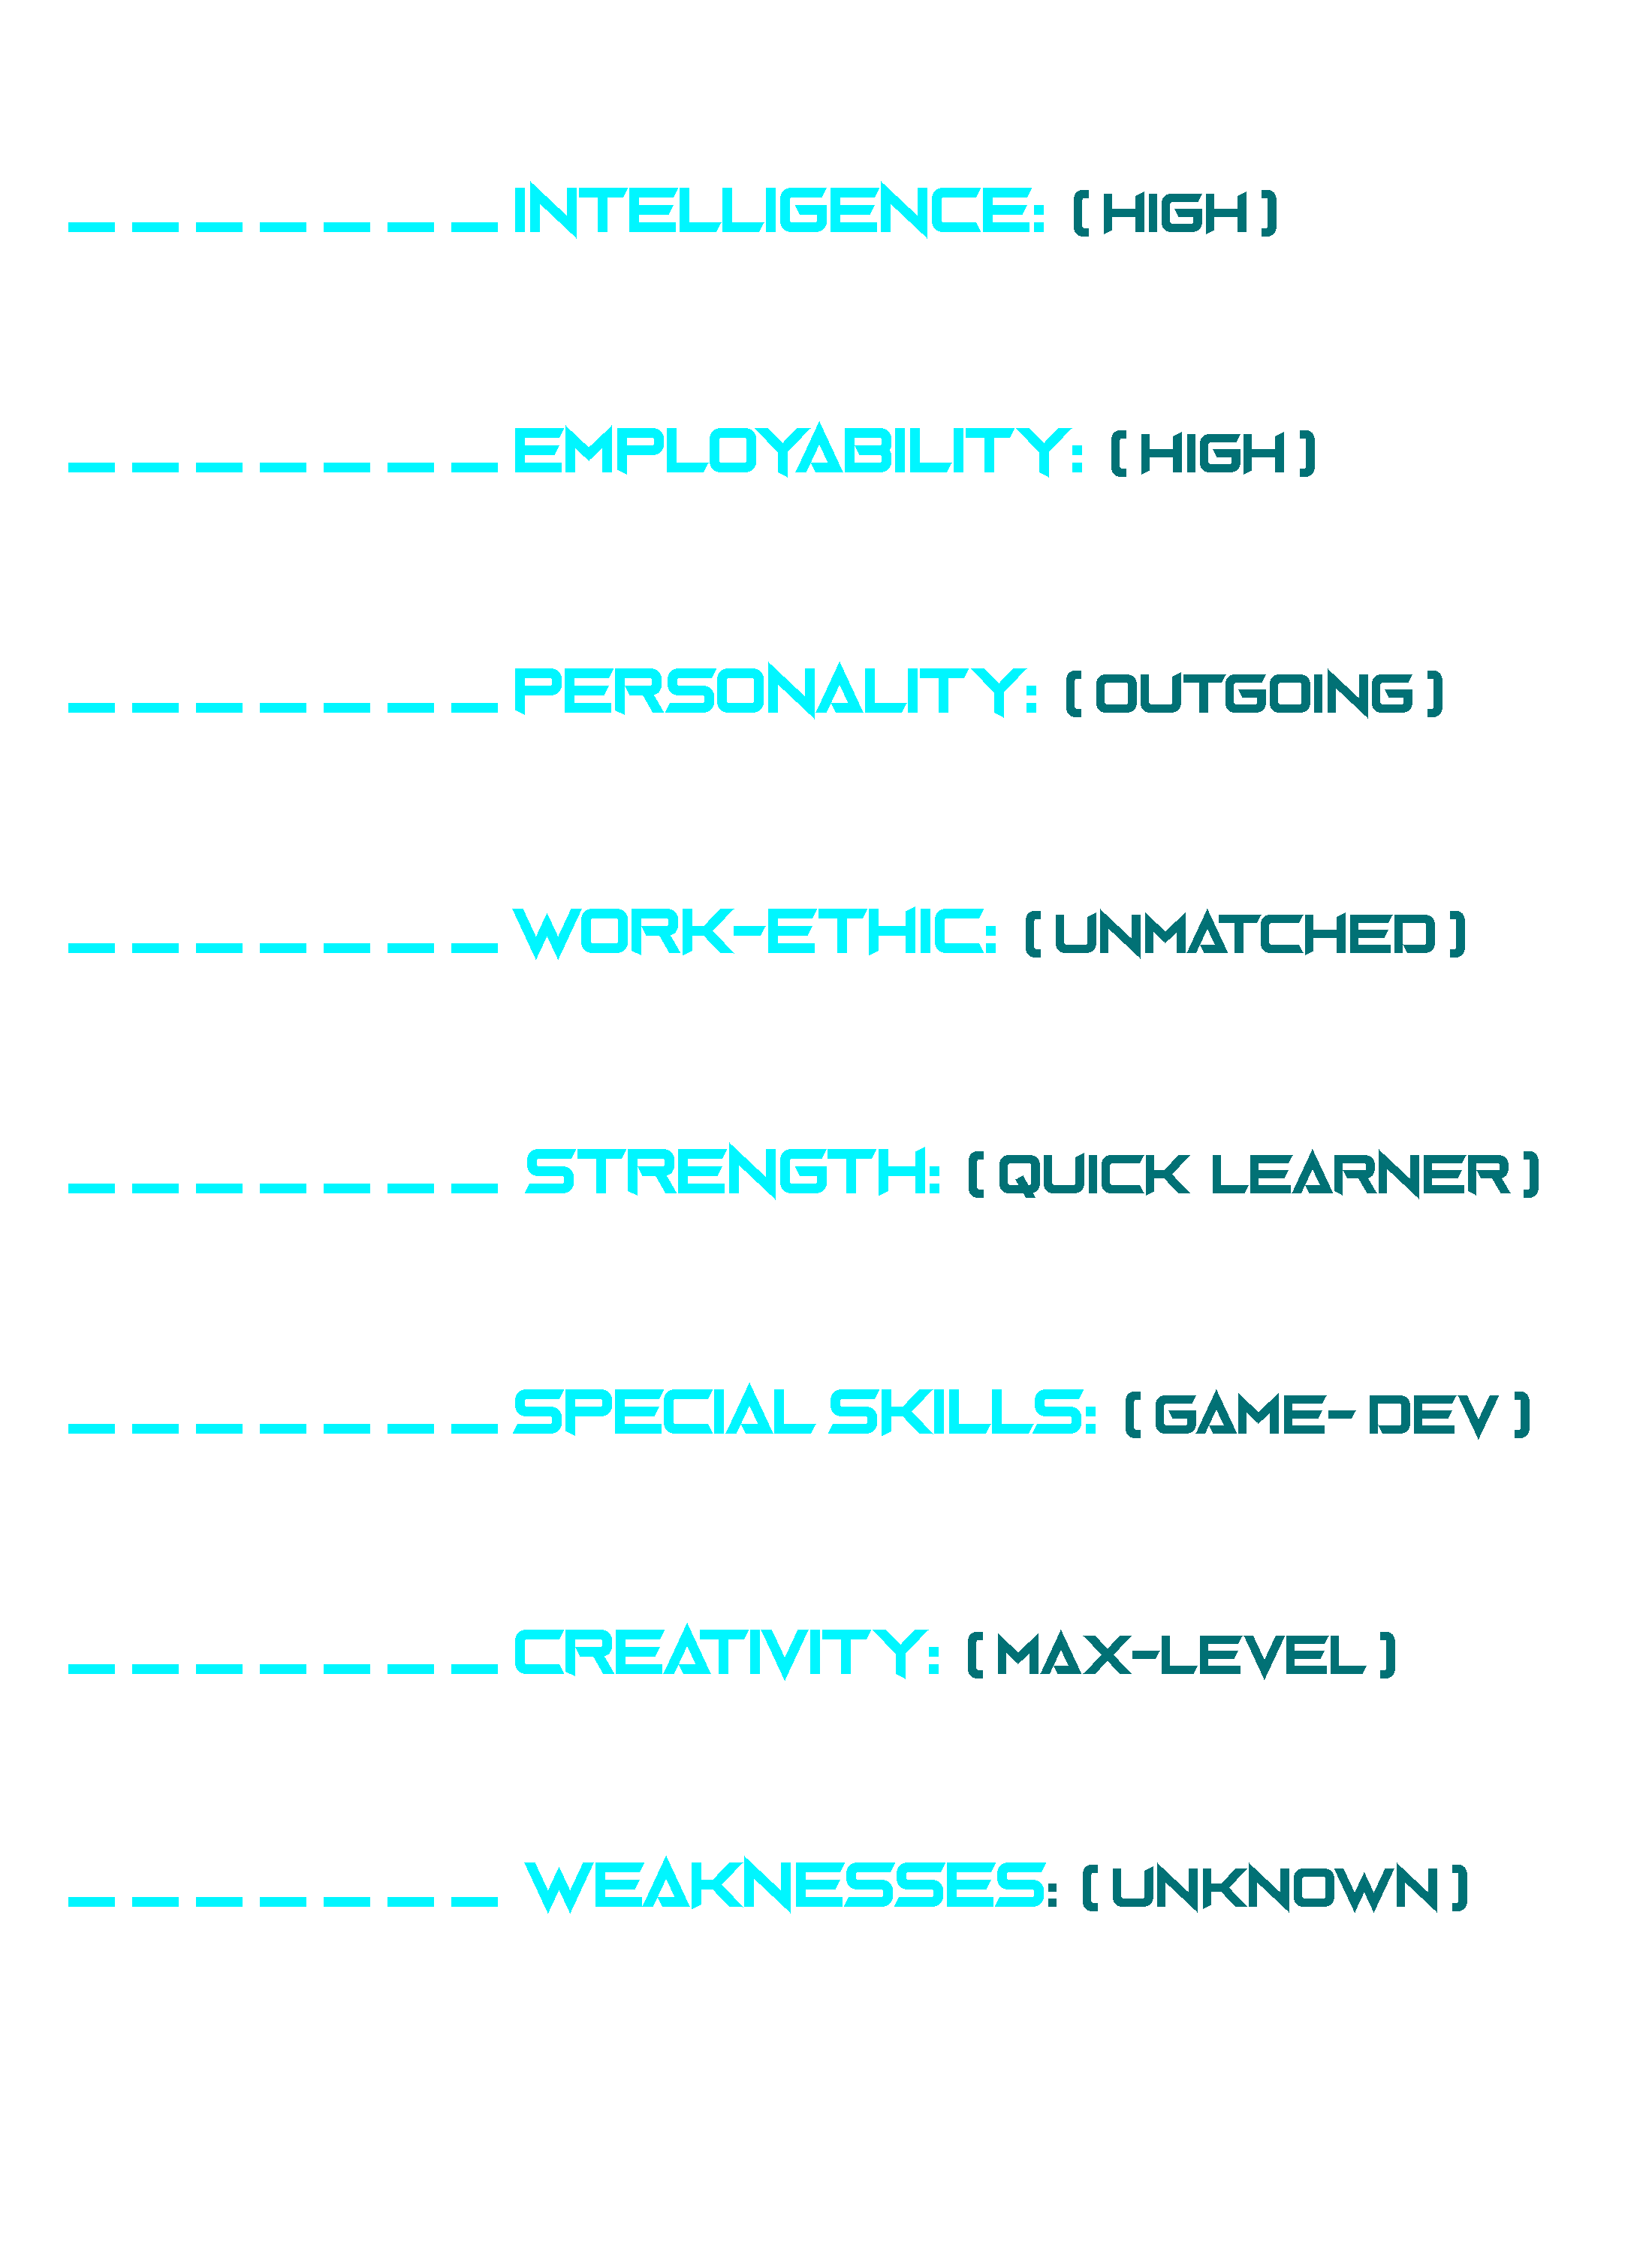 _ _ _ _ _ _ _ INTELLIGENCE: (HIGH)
_ _ _ _ _ _ _ EMPLOYABILITY: (HIGH)
_ _ _ _ _ _ _ PERSONALITY: (OUTGOING)
_ _ _ _ _ _ _ WORK-ETHIC: (UNMATCHED)
_ _ _ _ _ _ _ STRENGTH: (QUICK LEARNER)
_ _ _ _ _ _ _ SPECIAL SKILLS: (GAME- DEV)
_ _ _ _ _ _ _ CREATIVITY: (MAX-LEVEL)
_ _ _ _ _ _ _ WEAKNESSES: (UNKNOWN)